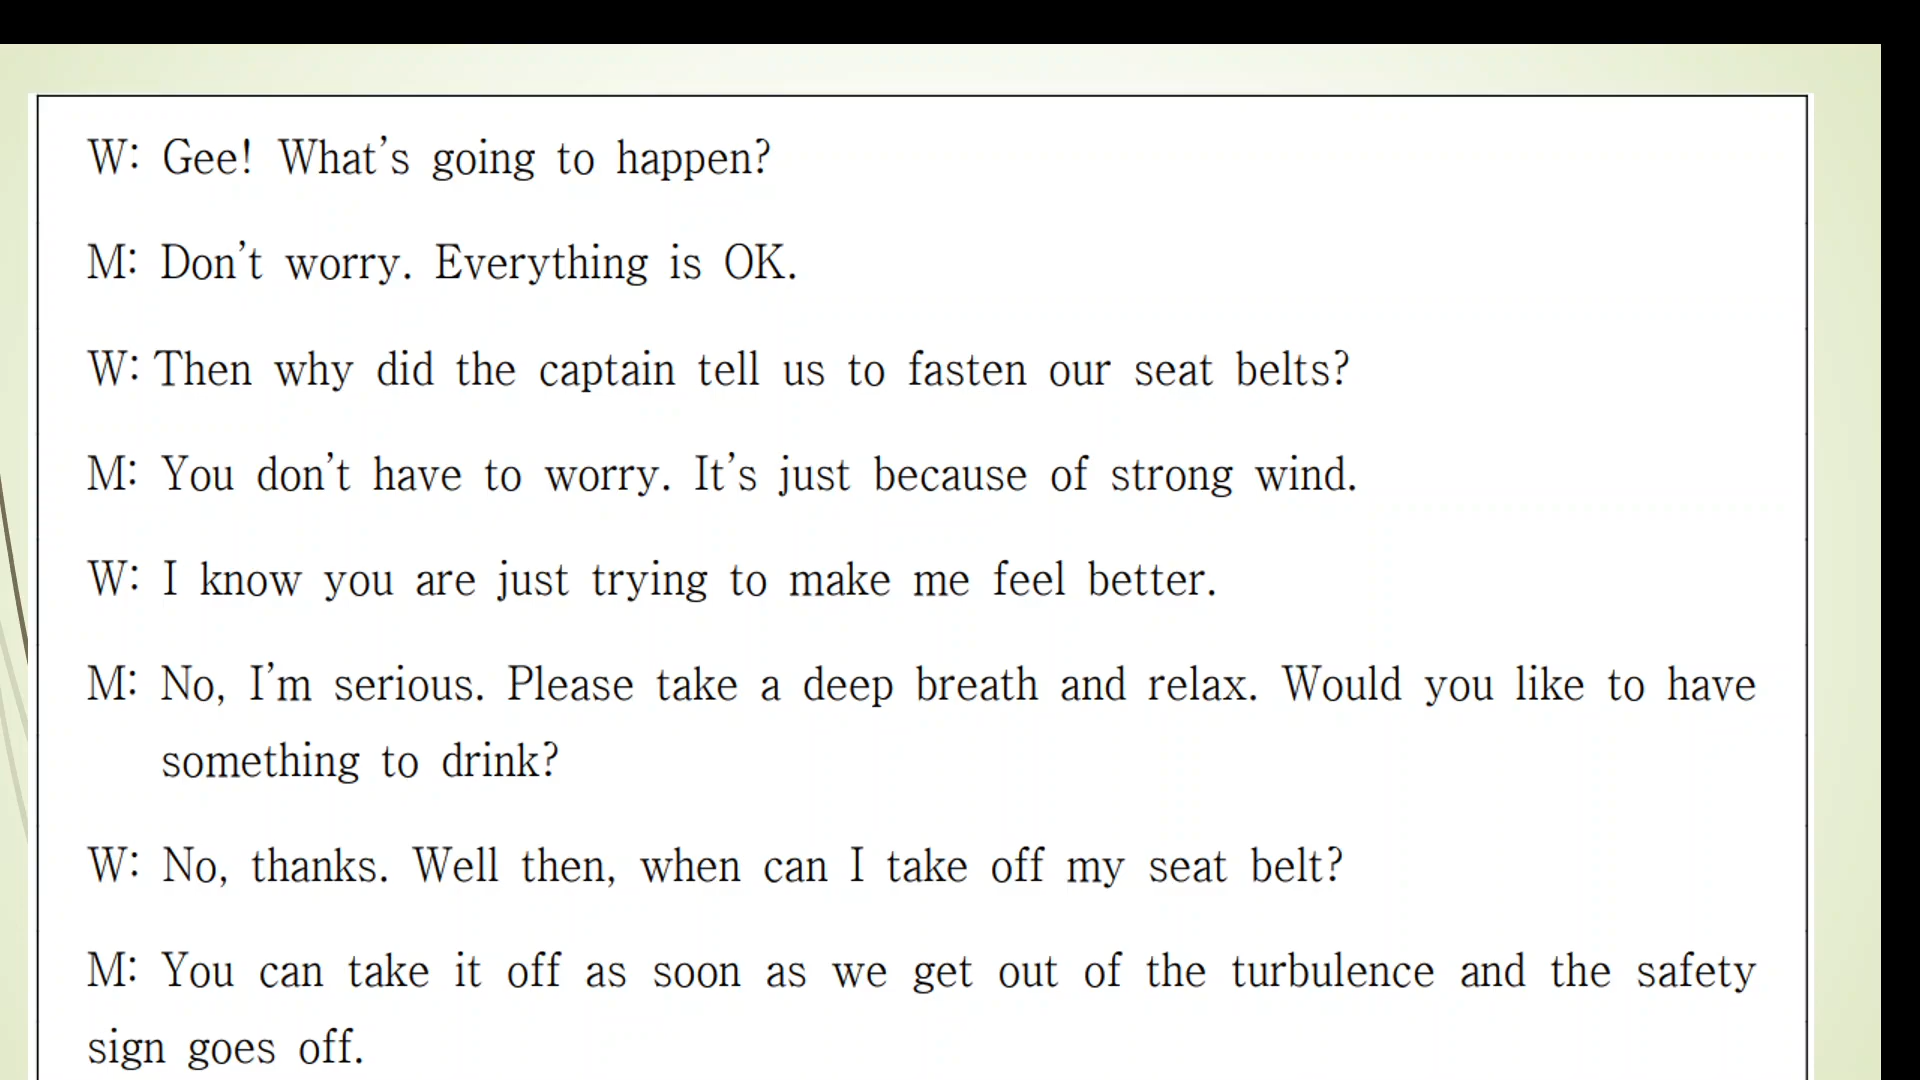 W: Gee! What's going to happen?
M: Don't worry. Everything is OK.
W: Then why did the captain tell us to fasten our seat belts?
M: You don't have to worry. It's just because of strong wind.
W: I know you are just trying to make me feel better.
M: No, I'm serious. Please take a deep breath and relax. Would you like to have
something to drink?
W: No, thanks. Well then, when can I take off my seat belt?
M: You can take it off as soon as we get out of the turbulence and the safety
sign goes off.